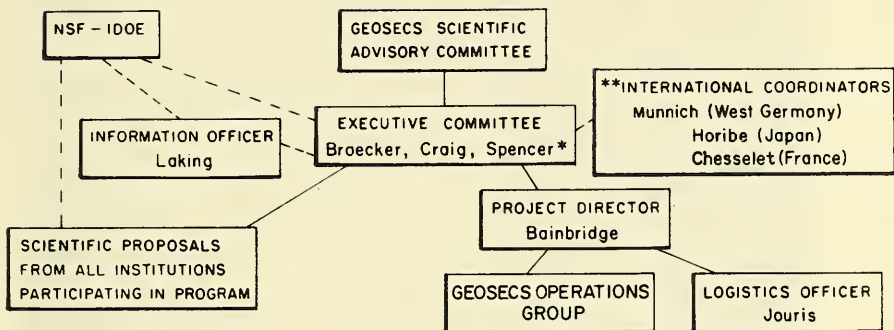 NSF – IDOE
GEOSECS SCIENTIFIC
ADVISORY COMMITTEE
**INTERNATIONAL COORDINATORS
Munnich (West Germany)
Horibe (Japan)
Chesselet (France)
INFORMATION OFFICER
Laking
EXECUTIVE COMMITTEE
Broecker, Craig, Spencer*
PROJECT DIRECTOR
Bainbridge
SCIENTIFIC PROPOSALS
FROM ALL INSTITUTIONS
PARTICIPATING IN PROGRAM
GEOSECS OPERATIONS
GROUP
LOGISTICS OFFICER
Jouris